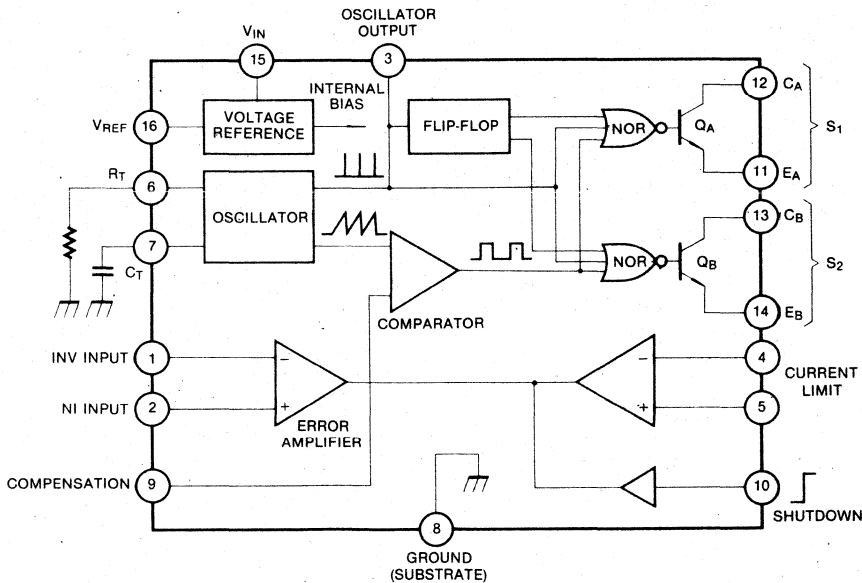 OSCILLATOR
OUTPUT
VIN
15
3
12
CA
INTERNAL
BIAS
VREF
16
VOLTAGE
REFERENCE
FLIP-FLOP
NOR
QA
S1
RT
6
11
EA
OSCILLATOR
13
CB
7
CT
NOR
QB
S2
COMPARATOR
14
EB
INV INPUT
1
−
−
4
CURRENT
LIMIT
NI INPUT
2
+
+
5
ERROR
AMPLIFIER
COMPENSATION
9
10
SHUTDOWN
8
GROUND
(SUBSTRATE)